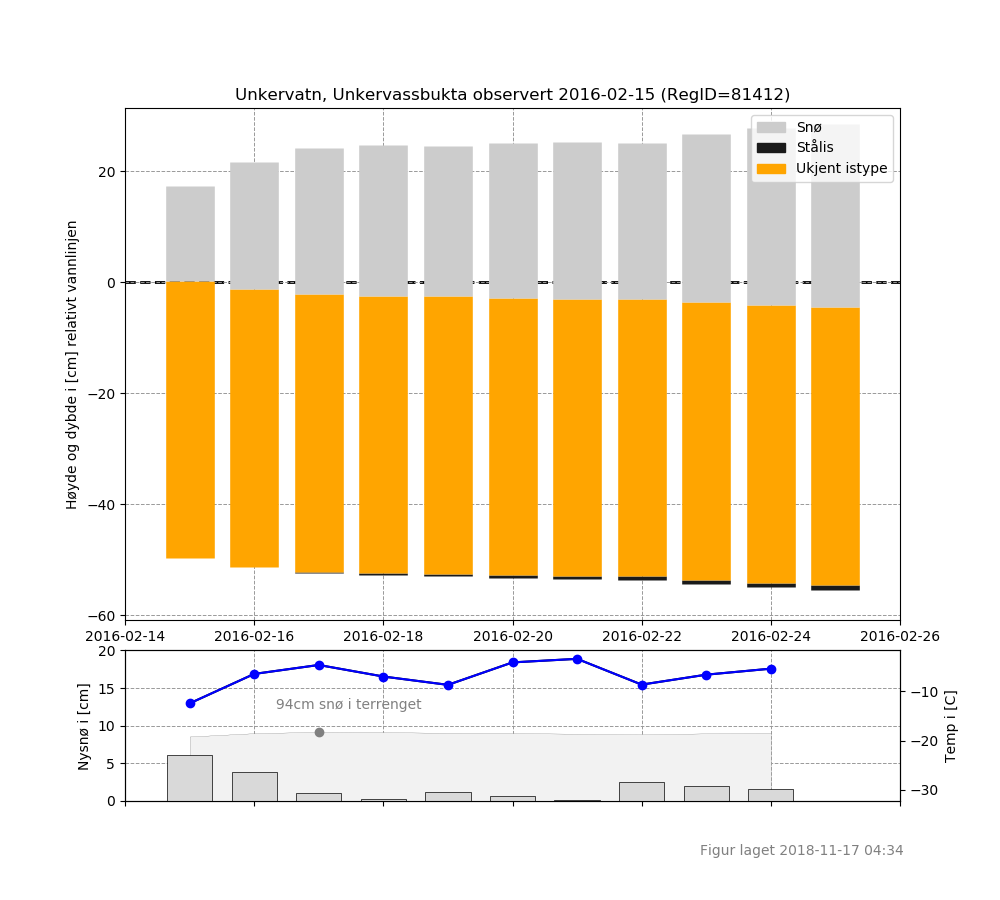 Unkervatn, Unkervassbukta observert 2016-02-15 (RegID=81412)
Snø
Stålis
Ukjent istype
Høyde og dybde i [cm] relativt vannlinjen
20
0
−20
−40
−60
2016-02-14 2016-02-16 2016-02-18 2016-02-20 2016-02-22 2016-02-24 2016-02-26
Nysnø i [cm]
20
15
10
5
0
94cm snø i terrenget
−10
−20
−30
Temp i [C]
Figur laget 2018-11-17 04:34